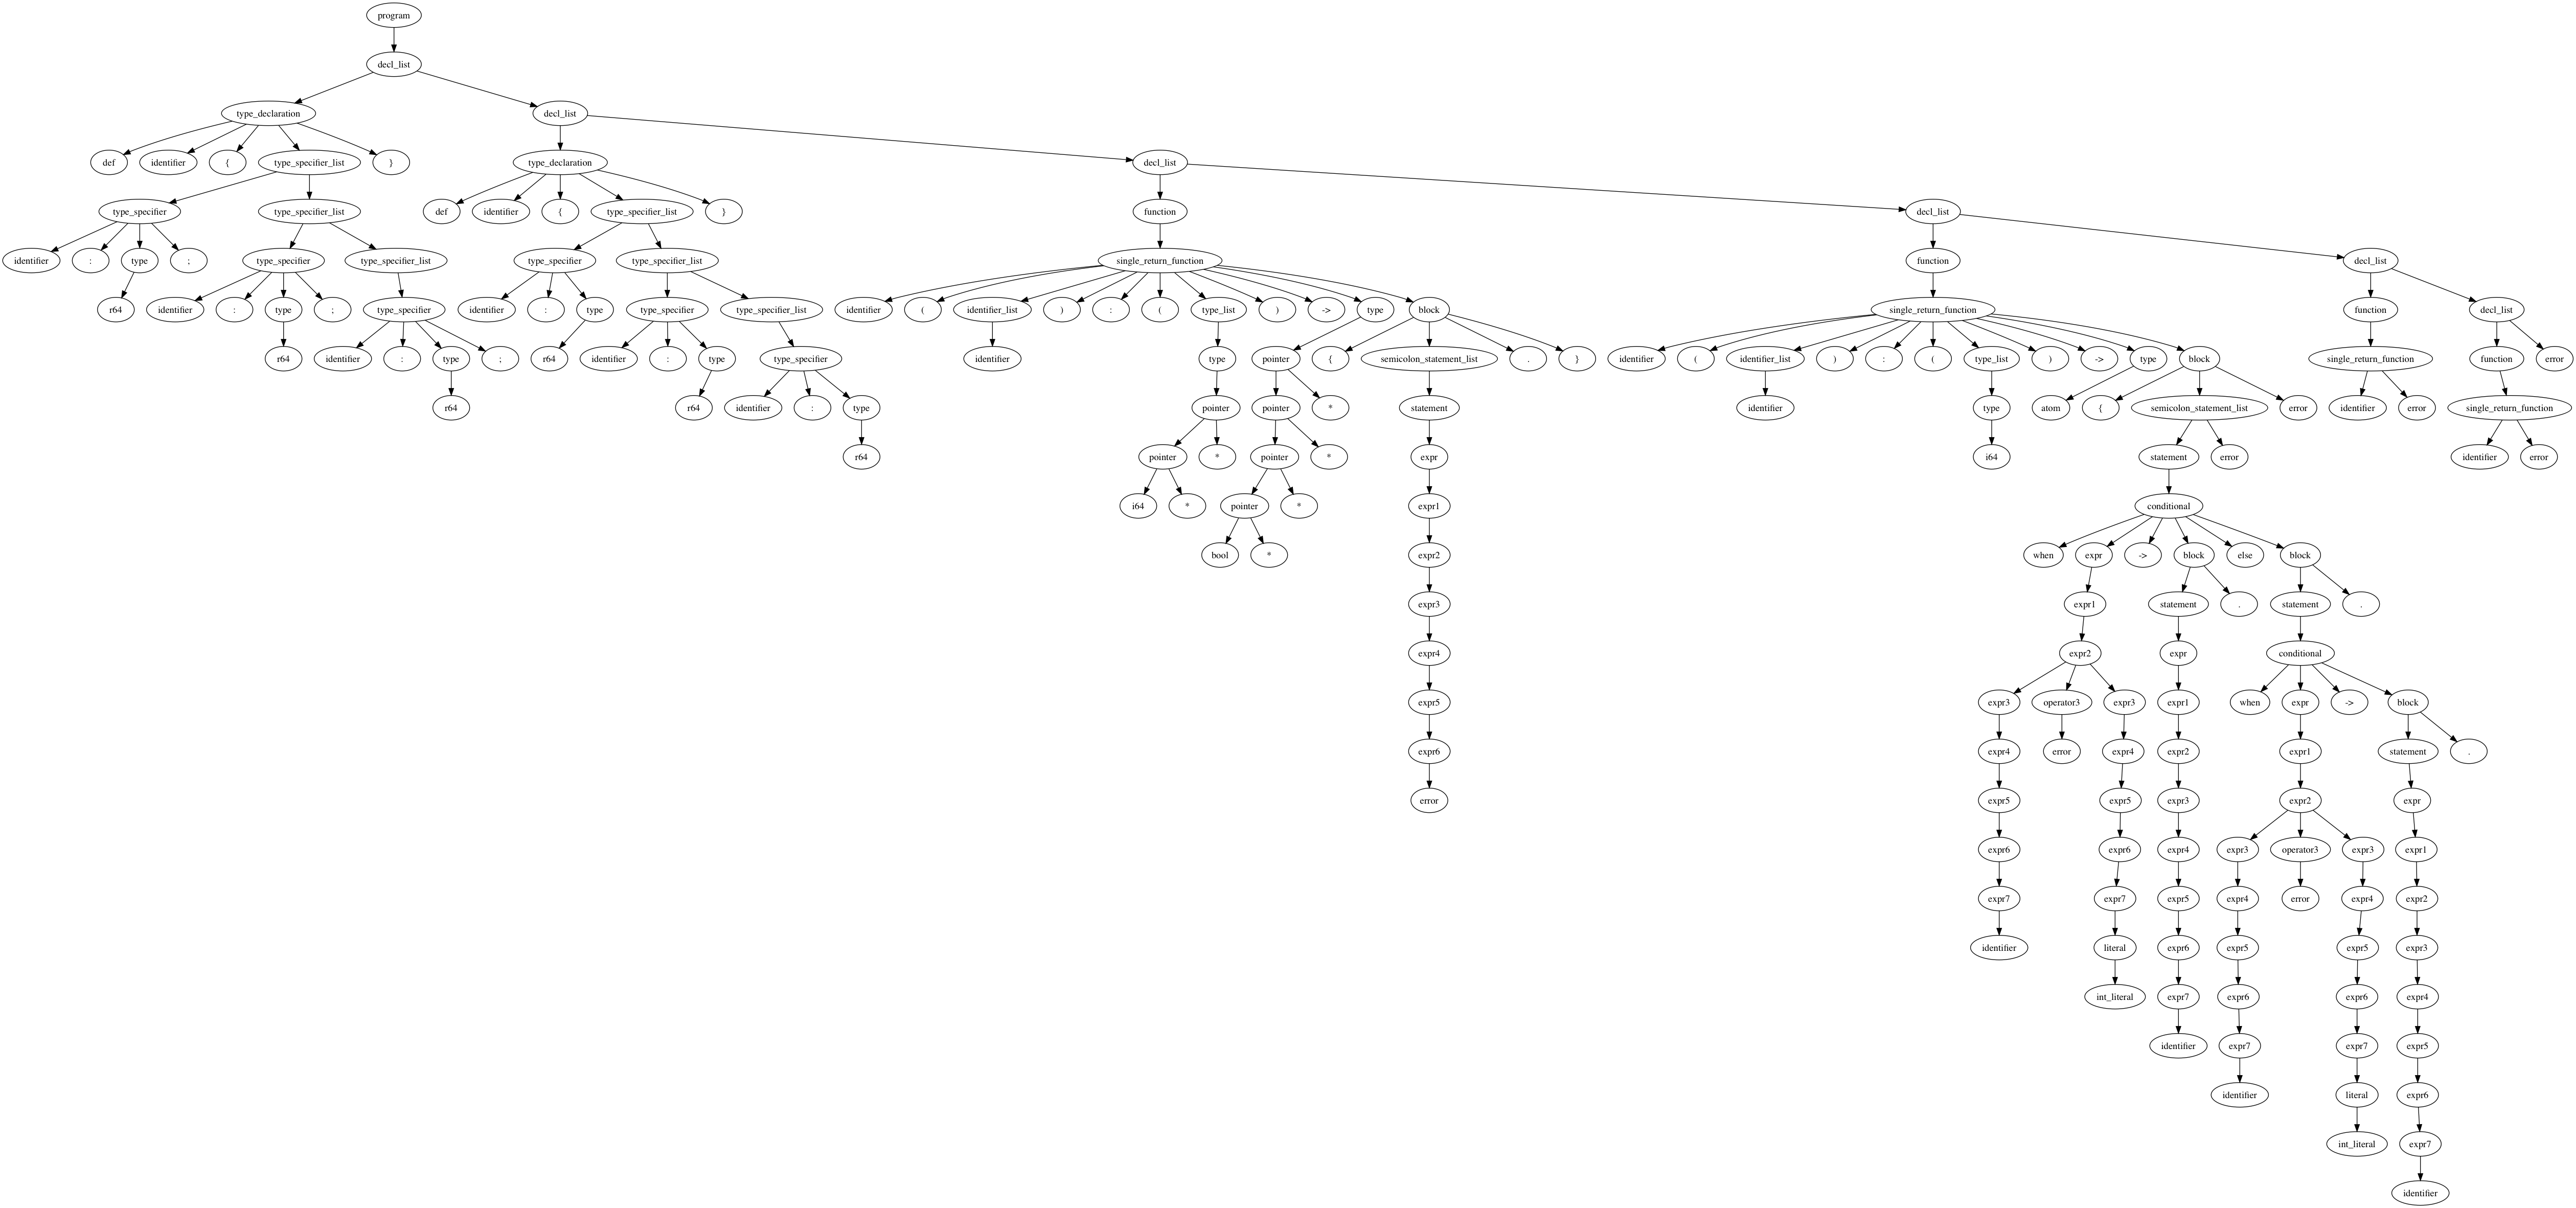 program
decl_list
type_declaration decl_list
def identifier { type_specifier_list } type_declaration decl_list
type_specifier type_specifier_list def identifier { type_specifier_list } function decl_list
identifier : type ; type_specifier type_specifier_list type_specifier type_specifier_list single_return_function function decl_list
r64 identifier : type ; type_specifier identifier : type type_specifier type_specifier_list identifier ( identifier_list ) : ( type_list ) -> type block single_return_function function decl_list
r64 identifier : type ; r64 identifier : type type_specifier identifier type pointer { semicolon_statement_list . } identifier ( identifier_list ) : ( type_list ) -> type block single_return_function function error
r64 r64 identifier : type pointer pointer * statement identifier type atom { semicolon_statement_list error identifier error single_return_function
r64 pointer * pointer * expr i64 statement error identifier error
i64 * pointer * expr1 conditional
bool * expr2 when expr -> block else block
expr3 expr1 statement . statement .
expr4 expr2 expr conditional
expr5 expr3 operator3 expr3 expr1 when expr -> block
expr6 expr4 error expr4 expr2 expr1 statement .
error expr5 expr5 expr3 expr2 expr
expr6 expr6 expr4 expr3 operator3 expr3 expr1
expr7 expr7 expr5 expr4 error expr4 expr2
identifier literal expr6 expr5 expr5 expr3
int_literal expr7 expr6 expr6 expr4
identifier expr7 expr7 expr5
identifier literal expr6
int_literal expr7
identifier